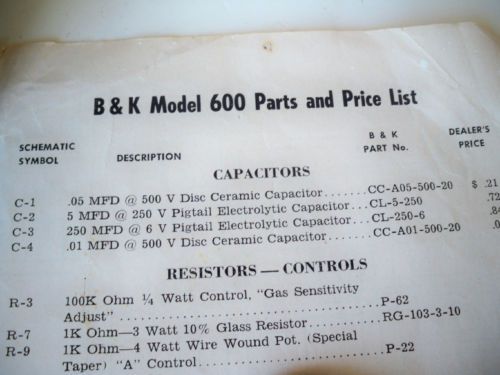 B & K Model 600 Parts and Price List
SCHEMATIC SYMBOL DESCRIPTION B & K PART No. DEALER'S PRICE
CAPACITORS
C-1 .05 MFD @ 500 V Disc Ceramic Capacitor.......CC-A05-500-20 $ .21
C-2 5 MFD @ 250 V Pigtail Electrolytic Capacitor....CL-5-250 .72
C-3 250 MFD @ 6 V Pigtail Electrolytic Capacitor....CL-250-6
C-4 .01 MFD @ 500 V Disc Ceramic Capacitor.......CC-A01-500-20
RESISTORS — CONTROLS
R-3 100K Ohm ¼ Watt Control, "Gas Sensitivity
Adjust"..........P-62
R-7 1K Ohm—3 Watt 10% Glass Resistor..........RG-103-3-10
R-9 1K Ohm—4 Watt Wire Wound Pot. (Special
Taper) "A" Control..........P-22